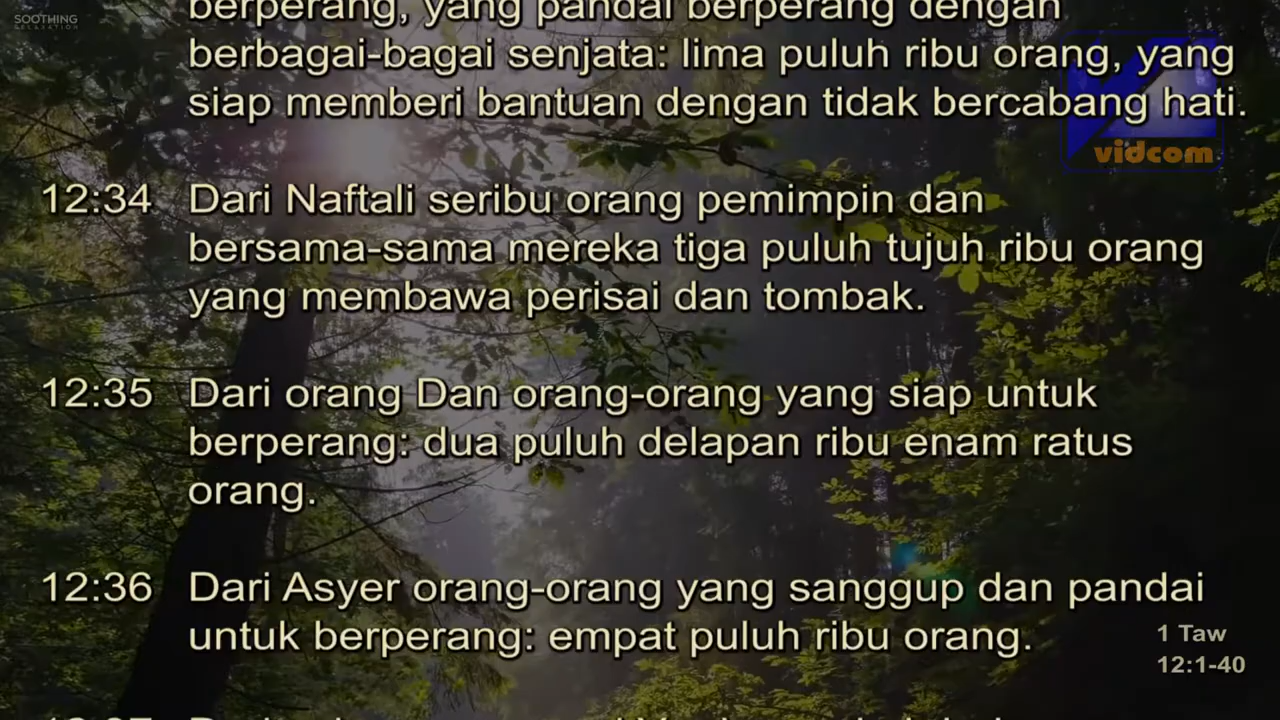 SOOTHING
RELAXATION
berperang, yang pandai berperang dengan
berbagai-bagai senjata: lima puluh ribu orang, yang
siap memberi bantuan dengan tidak bercabang hati.
vidcom
12:34 Dari Naftali seribu orang pemimpin dan
bersama-sama mereka tiga puluh tujuh ribu orang
yang membawa perisai dan tombak.
12:35 Dari orang Dan orang-orang yang siap untuk
berperang: dua puluh delapan ribu enam ratus
orang.
12:36 Dari Asyer orang-orang yang sanggup dan pandai
untuk berperang: empat puluh ribu orang.
1 Taw
12:1-40